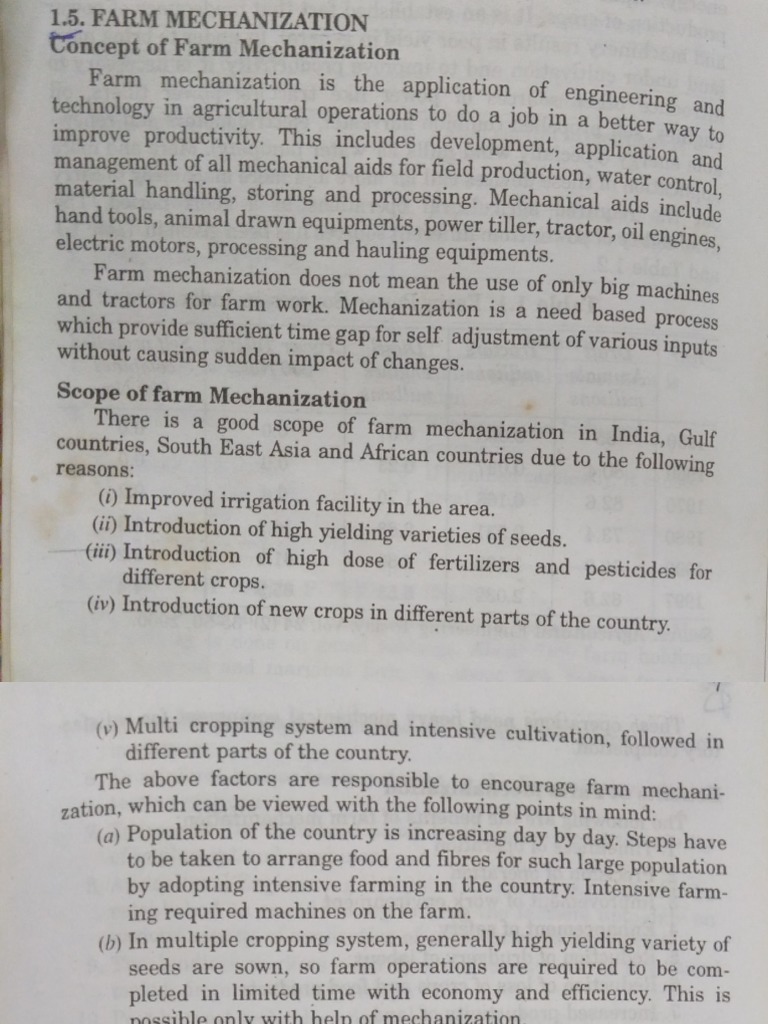 1.5. FARM MECHANIZATION
Concept of Farm Mechanization
Farm mechanization is the application of engineering and
technology in agricultural operations to do a job in a better way to
improve productivity. This includes development, application and
management of all mechanical aids for field production, water control,
material handling, storing and processing. Mechanical aids include
hand tools, animal drawn equipments, power tiller, tractor, oil engines,
electric motors, processing and hauling equipments.
Farm mechanization does not mean the use of only big machines
and tractors for farm work. Mechanization is a need based process
which provide sufficient time gap for self adjustment of various inputs
without causing sudden impact of changes.
Scope of farm Mechanization
There is a good scope of farm mechanization in India, Gulf
countries, South East Asia and African countries due to the following
reasons:
(i) Improved irrigation facility in the area.
(ii) Introduction of high yielding varieties of seeds.
(iii) Introduction of high dose of fertilizers and pesticides for
different crops.
(iv) Introduction of new crops in different parts of the country.
(v) Multi cropping system and intensive cultivation, followed in
different parts of the country.
The above factors are responsible to encourage farm mechani-
zation, which can be viewed with the following points in mind:
(a) Population of the country is increasing day by day. Steps have
to be taken to arrange food and fibres for such large population
by adopting intensive farming in the country. Intensive farm-
ing required machines on the farm.
(b) In multiple cropping system, generally high yielding variety of
seeds are sown, so farm operations are required to be com-
pleted in limited time with economy and efficiency. This is
possible only with help of mechanization.